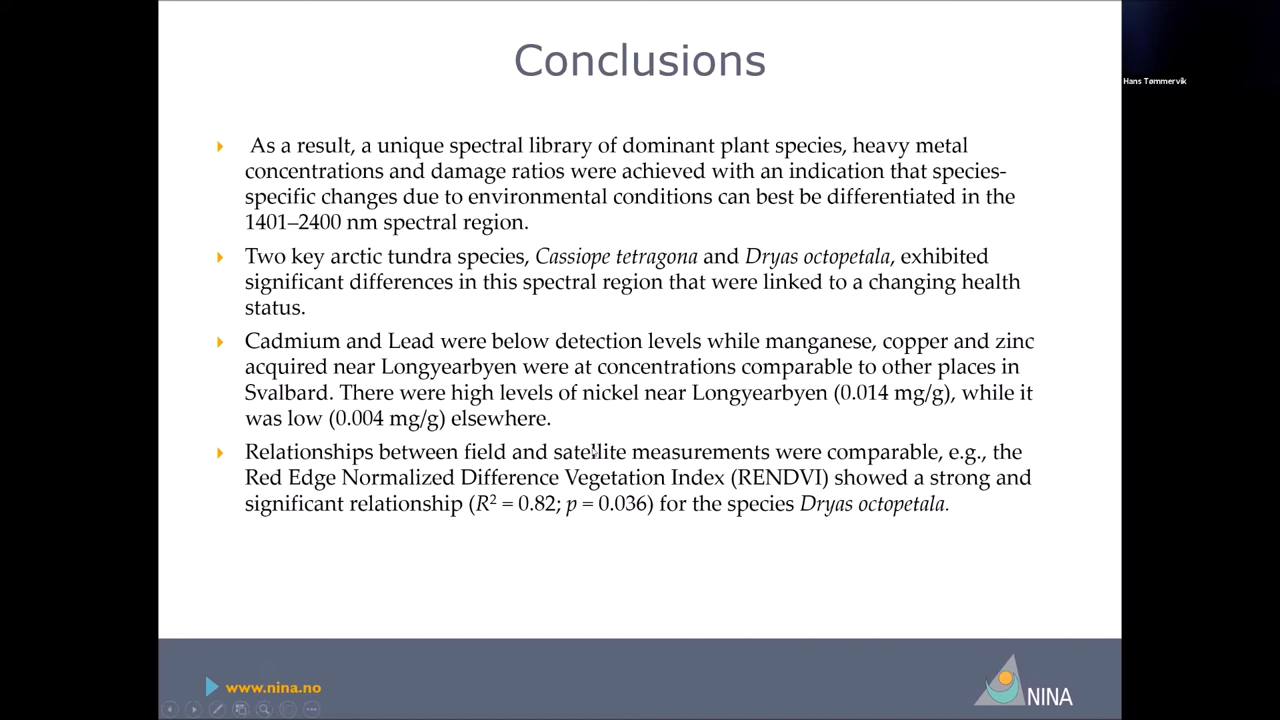 Conclusions
Hans Tømmervik
As a result, a unique spectral library of dominant plant species, heavy metal
concentrations and damage ratios were achieved with an indication that species-
specific changes due to environmental conditions can best be differentiated in the
1401–2400 nm spectral region.
Two key arctic tundra species, Cassiope tetragona and Dryas octopetala, exhibited
significant differences in this spectral region that were linked to a changing health
status.
Cadmium and Lead were below detection levels while manganese, copper and zinc
acquired near Longyearbyen were at concentrations comparable to other places in
Svalbard. There were high levels of nickel near Longyearbyen (0.014 mg/g), while it
was low (0.004 mg/g) elsewhere.
Relationships between field and satellite measurements were comparable, e.g., the
Red Edge Normalized Difference Vegetation Index (RENDVI) showed a strong and
significant relationship (R² = 0.82; p = 0.036) for the species Dryas octopetala.
www.nina.no
NINA